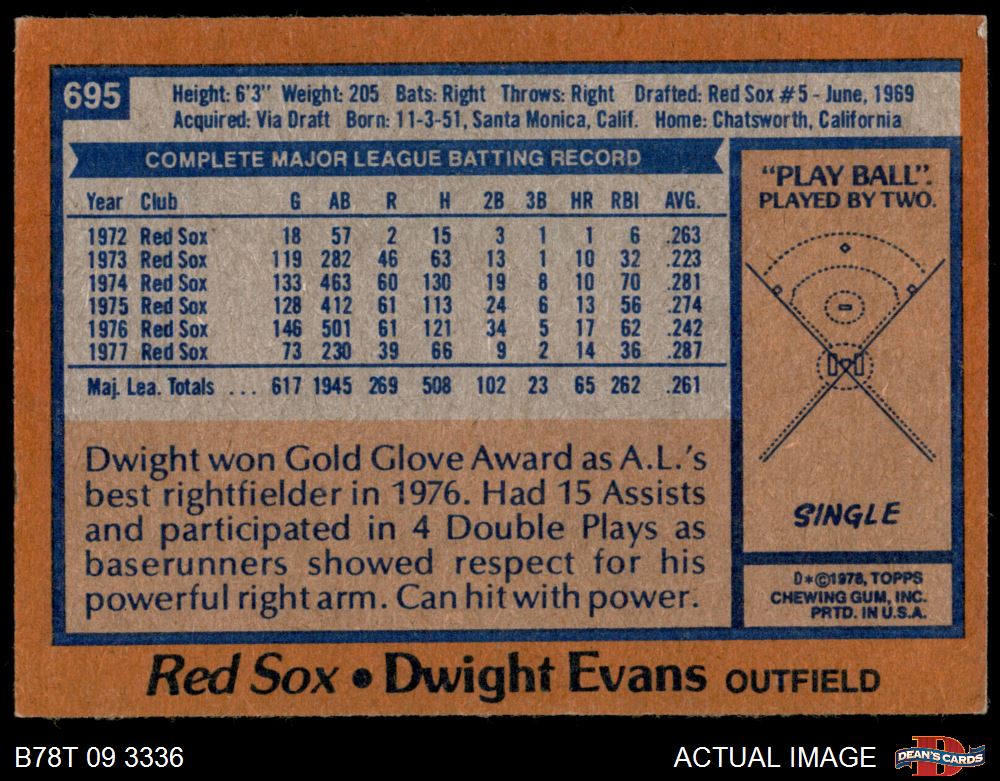 695
Height: 6'3" Weight: 205 Bats: Right Throws: Right Drafted: Red Sox #5 - June, 1969
Acquired: Via Draft Born: 11-3-51, Santa Monica, Calif. Home: Chatsworth, California
COMPLETE MAJOR LEAGUE BATTING RECORD
Year Club G AB R H 2B 3B HR RBI AVG.
1972 Red Sox 18 57 2 15 3 1 1 6 .263
1973 Red Sox 119 282 46 63 13 1 10 32 .223
1974 Red Sox 133 463 60 130 19 8 10 70 .281
1975 Red Sox 128 412 61 113 24 6 13 56 .274
1976 Red Sox 146 501 61 121 34 5 17 62 .242
1977 Red Sox 73 230 39 66 9 2 14 36 .287
Maj. Lea. Totals ... 617 1945 269 508 102 23 65 262 .261
Dwight won Gold Glove Award as A.L.'s
best rightfielder in 1976. Had 15 Assists
and participated in 4 Double Plays as
baserunners showed respect for his
powerful right arm. Can hit with power.
"PLAY BALL".
PLAYED BY TWO.
SINGLE
D*©1978, TOPPS
CHEWING GUM, INC.
PRTD. IN U.S.A.
Red Sox • Dwight Evans OUTFIELD
B78T 09 3336
ACTUAL IMAGE
D
DEAN'S CARDS